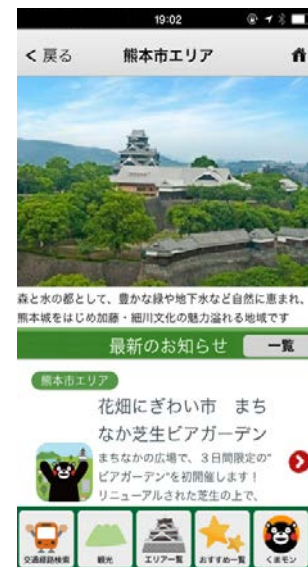 19:02
戻る 熊本市エリア
森と水の都として、豊かな緑や地下水など自然に恵まれ、
熊本城をはじめ加藤・細川文化の魅力溢れる地域です
最新のお知らせ 一覧
熊本市エリア
花畑にぎわい市 まち
なか芝生ビアガーデン
まちなかの広場で、3日間限定の"
ビアガーデン"を初開催します!
リニューアルされた芝生の上で、
交通経路検索 観光 エリア一覧 おすすめ一覧 くまモン